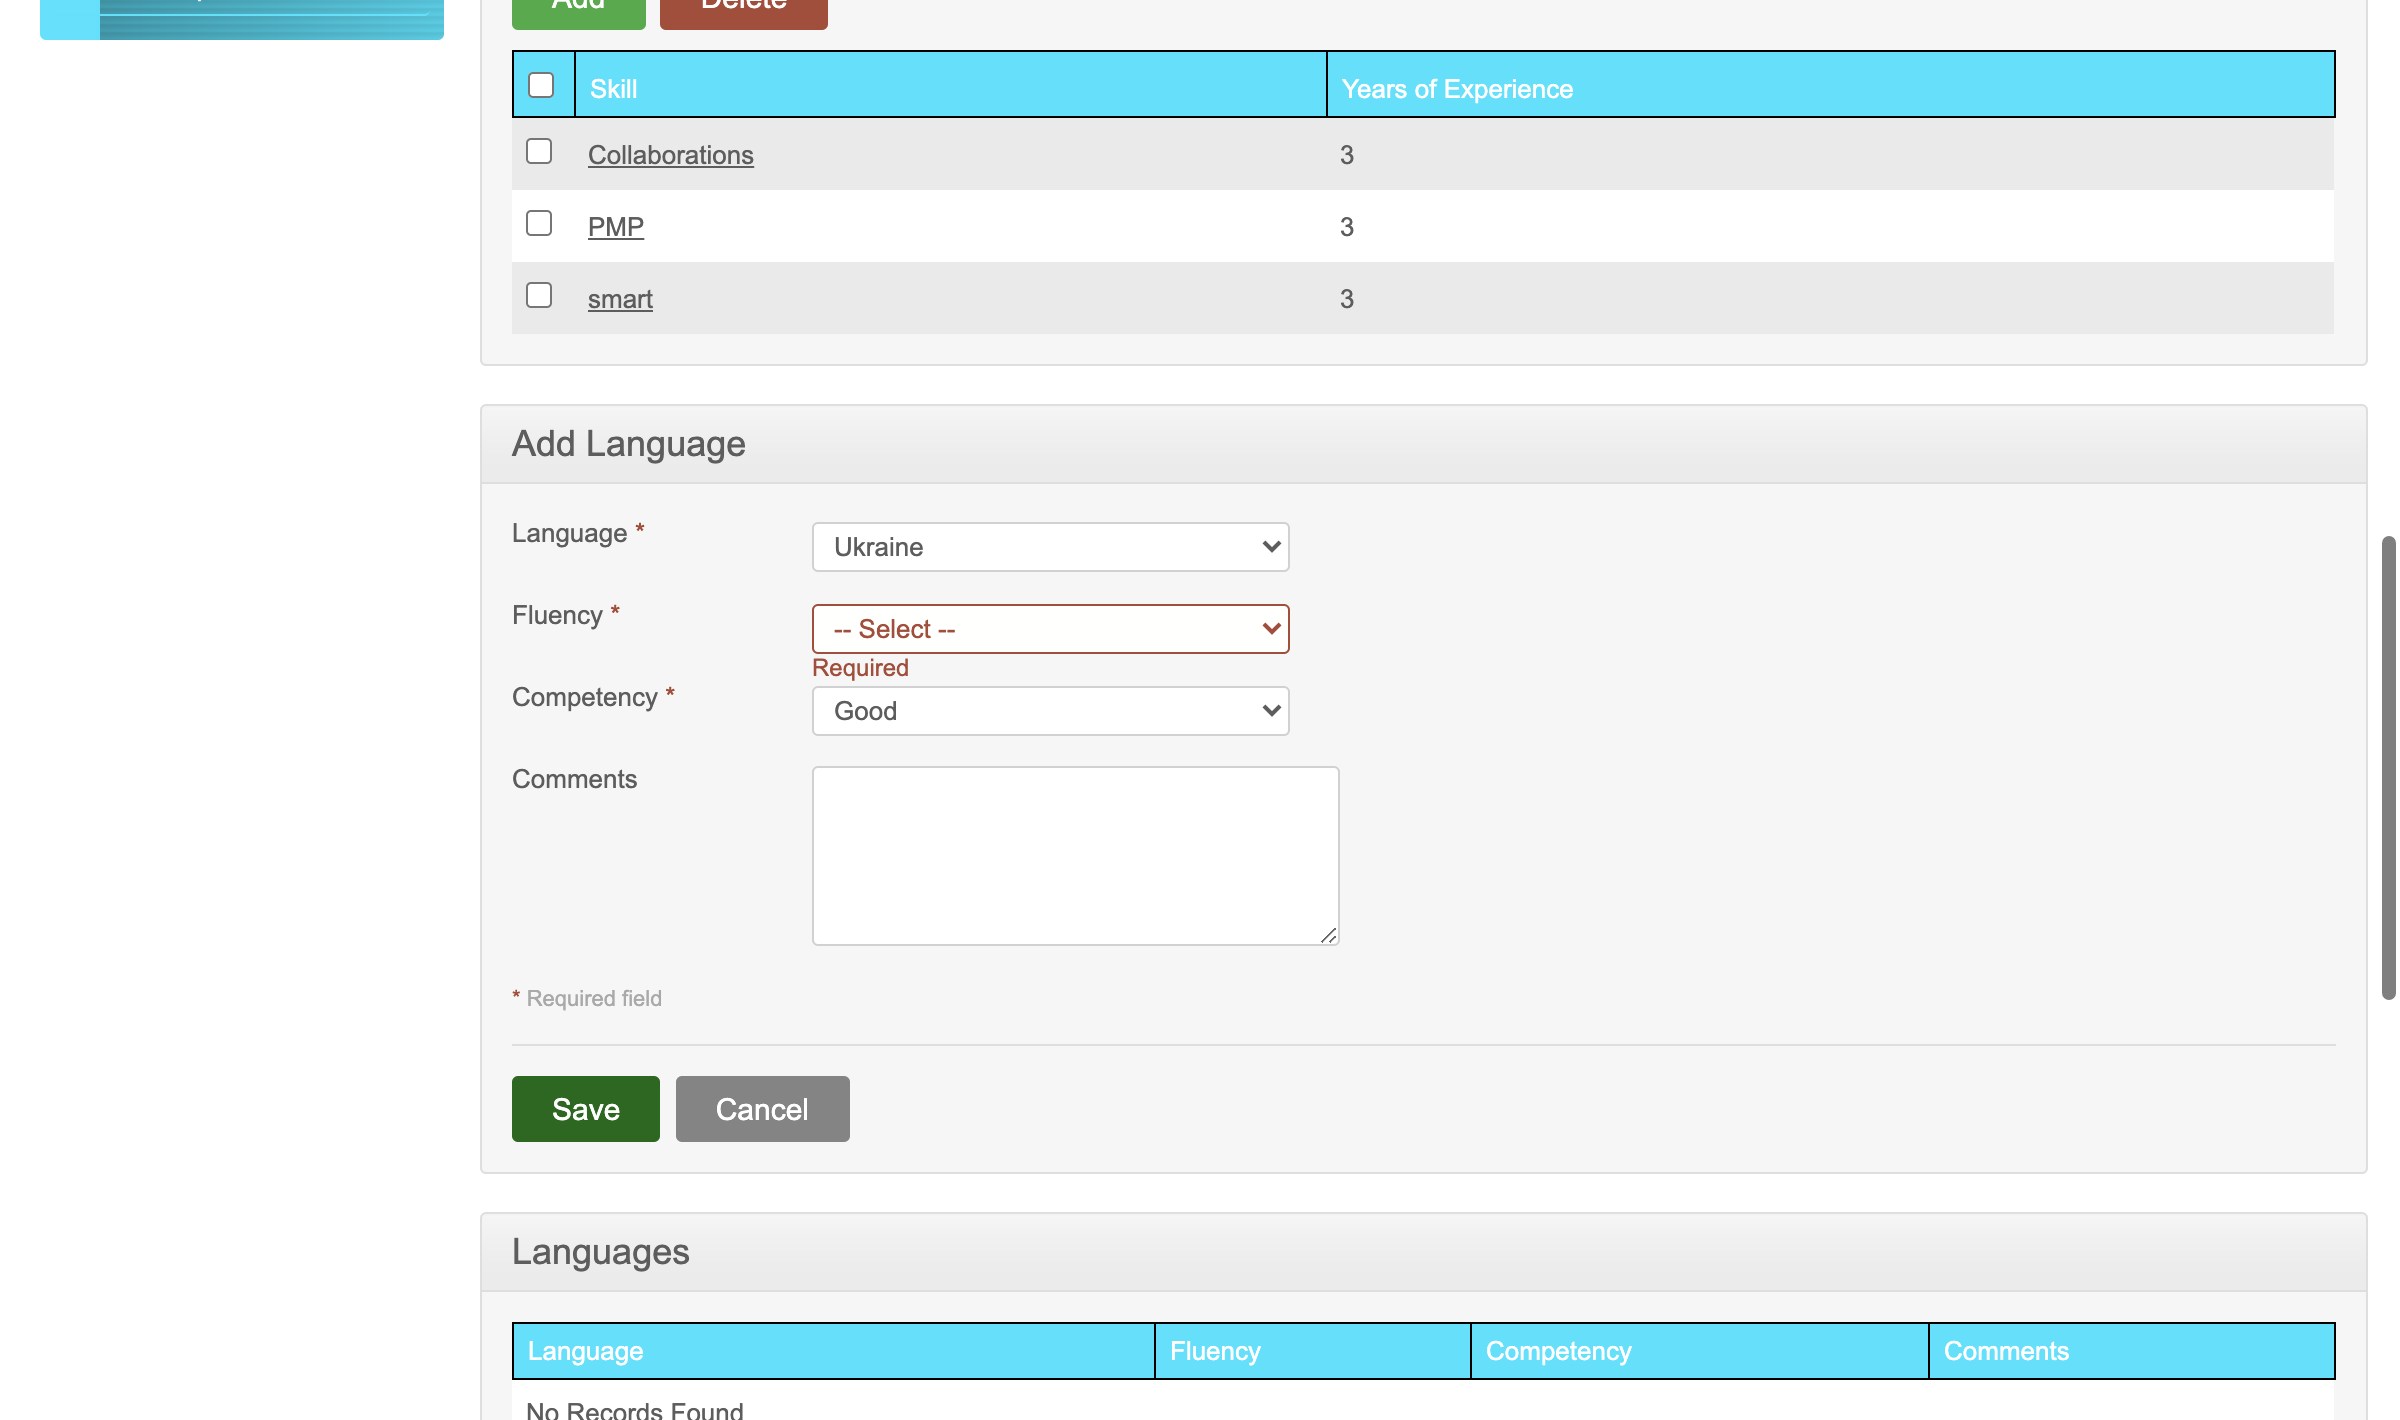 Add Delete
Skill Years of Experience
Collaborations 3
PMP 3
smart 3
Add Language
Language * Ukraine
Fluency * -- Select --
Required
Competency * Good
Comments
* Required field
Save Cancel
Languages
Language Fluency Competency Comments
No Records Found